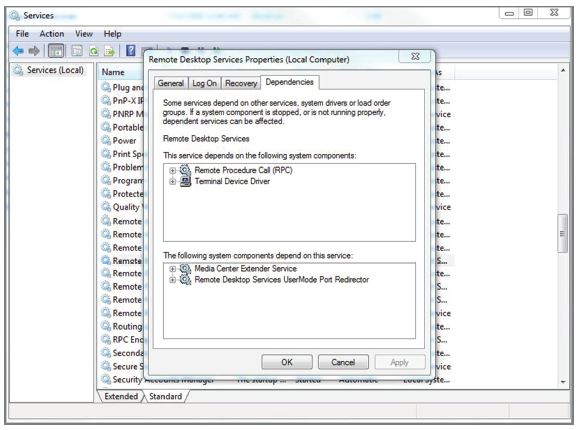 Services
File Action View Help
Services (Local)
Remote Desktop Services Properties (Local Computer)
General Log On Recovery Dependencies
Some services depend on other services, system drivers or load order
groups. If a system component is stopped, or is not running properly,
dependent services can be affected.
Remote Desktop Services
This service depends on the following system components:
Remote Procedure Call (RPC)
Terminal Device Driver
The following system components depend on this service:
Media Center Extender Service
Remote Desktop Services UserMode Port Redirector
OK Cancel Apply
Name
Plug and
PnP-X IP
PNRP M
Portable
Power
Print Spo
Problem
Program
Protecte
Quality
Remote
Remote
Remote
Remote
Remote
Remote
Remote
Remote
Routing
RPC End
Seconda
Secure S
Security Accounts Manager The startup ... Started Automatic Local Syste...
As
te...
te...
vice
te...
te...
te...
te...
te...
te...
vice
te...
te...
te...
S...
te...
S...
S...
vice
te...
S...
te...
vice
Extended Standard